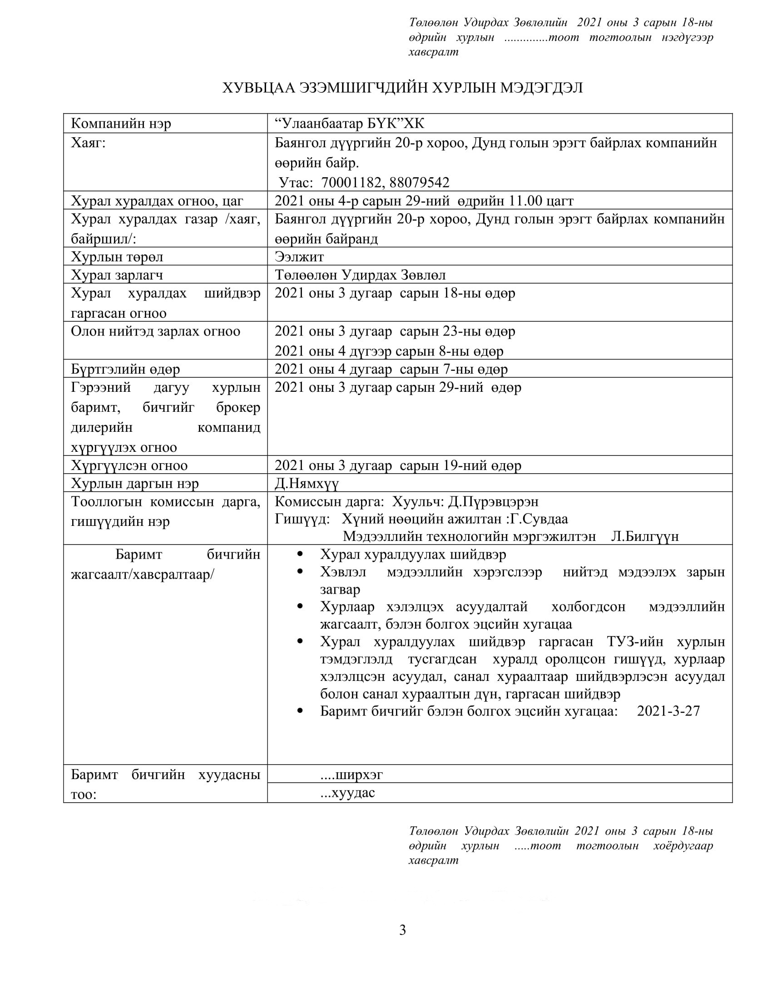 Төлөөлөн Удирдах Зөвлөлийн 2021 оны 3 сарын 18-ны
өдрийн хурлын ..............тоот тогтоолын нэгдүгээр
хавсралт
ХУВЬЦАА ЭЗЭМШИГЧДИЙН ХУРЛЫН МЭДЭГДЭЛ
Компанийн нэр
“Улаанбаатар БҮК”ХК
Хаяг:
Баянгол дүүргийн 20-р хороо, Дунд голын эрэгт байрлах компанийн
өөрийн байр.
Утас: 70001182, 88079542
Хурал хуралдах огноо, цаг
2021 оны 4-р сарын 29-ний өдрийн 11.00 цагт
Хурал хуралдах газар /хаяг,
байршил/:
Баянгол дүүргийн 20-р хороо, Дунд голын эрэгт байрлах компанийн
өөрийн байранд
Хурлын төрөл
Ээлжит
Хурал зарлагч
Төлөөлөн Удирдах Зөвлөл
Хурал хуралдах шийдвэр
гаргасан огноо
2021 оны 3 дугаар сарын 18-ны өдөр
Олон нийтэд зарлах огноо
2021 оны 3 дугаар сарын 23-ны өдөр
2021 оны 4 дүгээр сарын 8-ны өдөр
Бүртгэлийн өдөр
2021 оны 4 дугаар сарын 7-ны өдөр
Гэрээний дагуу хурлын
баримт, бичгийг брокер
дилерийн компанид
хүргүүлэх огноо
2021 оны 3 дугаар сарын 29-ний өдөр
Хүргүүлсэн огноо
2021 оны 3 дугаар сарын 19-ний өдөр
Хурлын даргын нэр
Д.Нямхүү
Тооллогын комиссын дарга,
гишүүдийн нэр
Комиссын дарга: Хуульч: Д.Пүрэвцэрэн
Гишүүд: Хүний нөөцийн ажилтан :Г.Сувдаа
Мэдээллийн технологийн мэргэжилтэн Л.Билгүүн
Баримт бичгийн
жагсаалт/хавсралтаар/
• Хурал хуралдуулах шийдвэр
• Хэвлэл мэдээллийн хэрэгслээр нийтэд мэдээлэх зарын
загвар
• Хурлаар хэлэлцэх асуудалтай холбогдсон мэдээллийн
жагсаалт, бэлэн болгох эцсийн хугацаа
• Хурал хуралдуулах шийдвэр гаргасан ТУЗ-ийн хурлын
тэмдэглэлд тусгагдсан хуралд оролцсон гишүүд, хурлаар
хэлэлцсэн асуудал, санал хураалтаар шийдвэрлэсэн асуудал
болон санал хураалтын дүн, гаргасан шийдвэр
• Баримт бичгийг бэлэн болгох эцсийн хугацаа: 2021-3-27
Баримт бичгийн хуудасны
тоо:
....ширхэг
...хуудас
Төлөөлөн Удирдах Зөвлөлийн 2021 оны 3 сарын 18-ны
өдрийн хурлын .....тоот тогтоолын хоёрдугаар
хавсралт
3